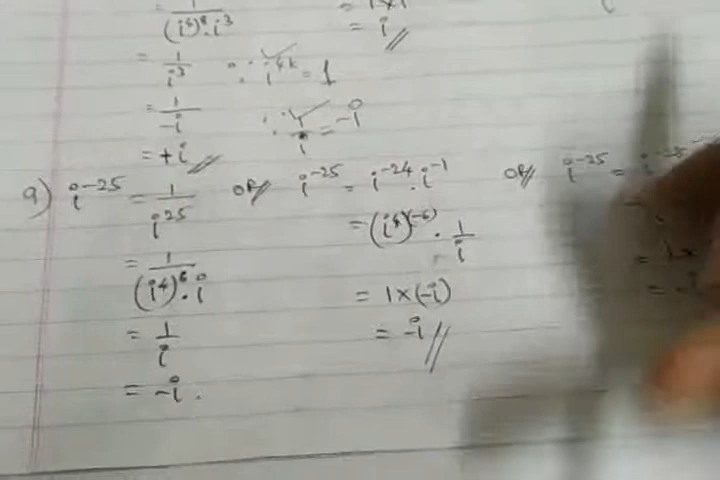 = 1/(i⁴)⁸·i³ = 1×i
= 1/i³ ∵ i⁴ᵏ = 1 = i //
= 1/-i ∵ 1/i = -i
= +i //
9) i⁻²⁵ = 1/i²⁵ or // i⁻²⁵ = i⁻²⁴ · i⁻¹ or // i⁻²⁵ =
= 1/(i⁴)⁶·i = (i⁴)⁽⁻⁶⁾ · 1/i = 1×
= 1/i = 1×(-i)
= -i. = -i //